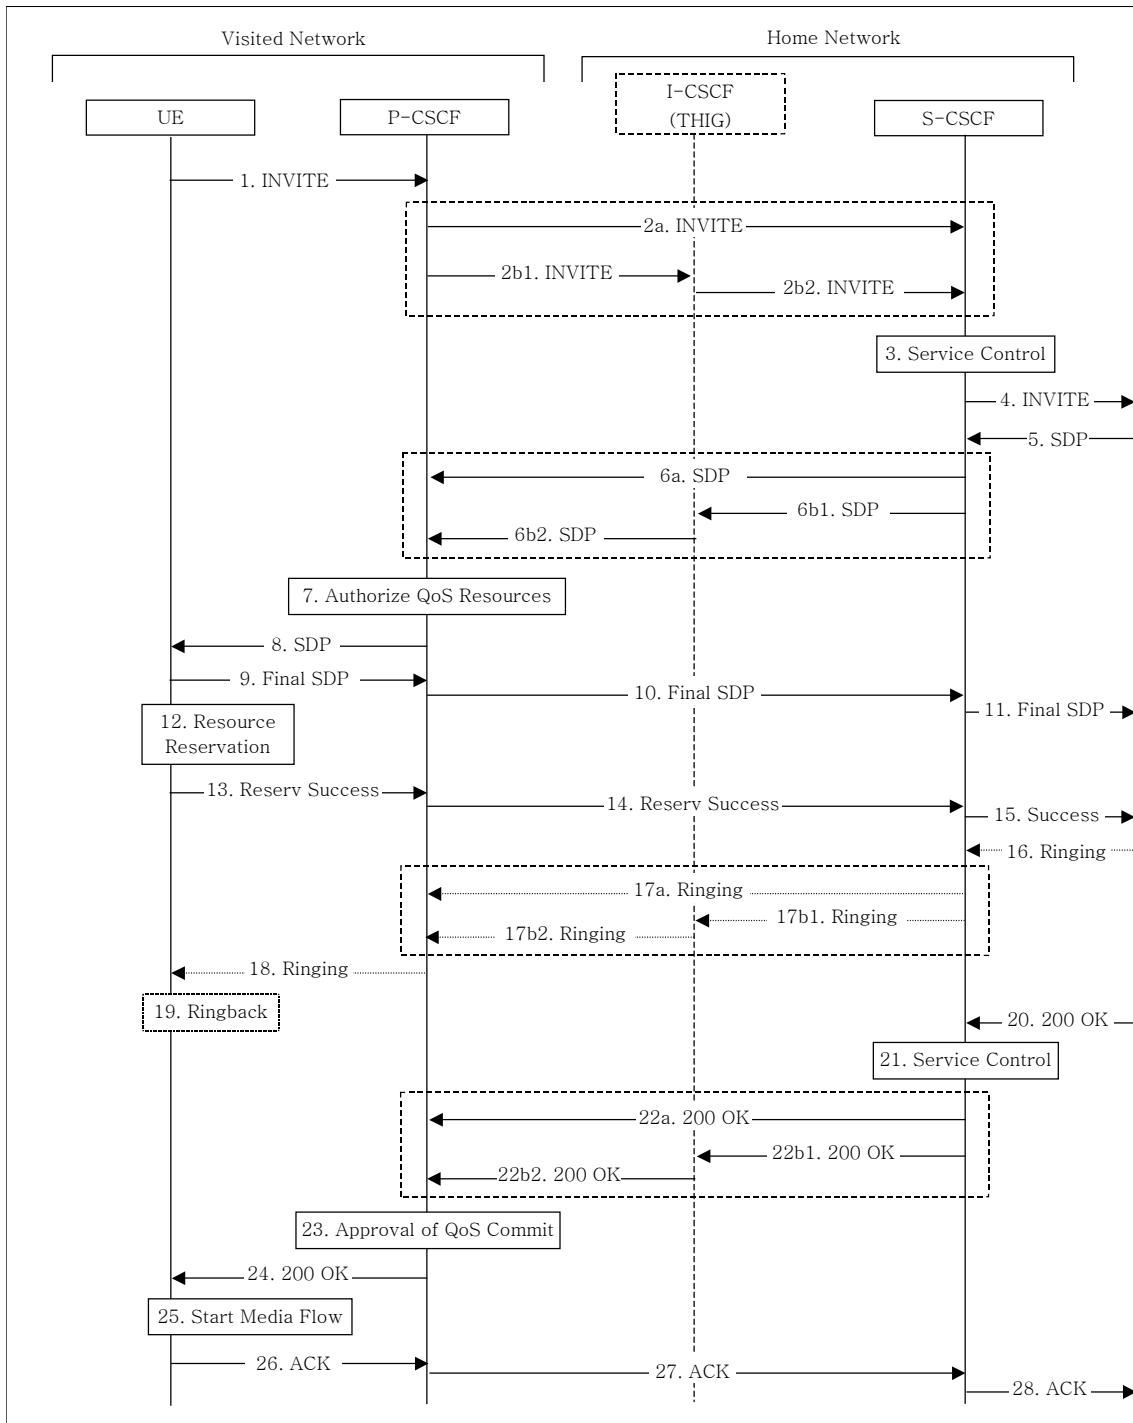 Visited Network
Home Network
UE
P-CSCF
I-CSCF
(THIG)
S-CSCF
1. INVITE
2a. INVITE
2b1. INVITE
2b2. INVITE
3. Service Control
4. INVITE
5. SDP
6a. SDP
6b1. SDP
6b2. SDP
7. Authorize QoS Resources
8. SDP
9. Final SDP
10. Final SDP
11. Final SDP
12. Resource
Reservation
13. Reserv Success
14. Reserv Success
15. Success
16. Ringing
17a. Ringing
17b1. Ringing
17b2. Ringing
18. Ringing
19. Ringback
20. 200 OK
21. Service Control
22a. 200 OK
22b1. 200 OK
22b2. 200 OK
23. Approval of QoS Commit
24. 200 OK
25. Start Media Flow
26. ACK
27. ACK
28. ACK